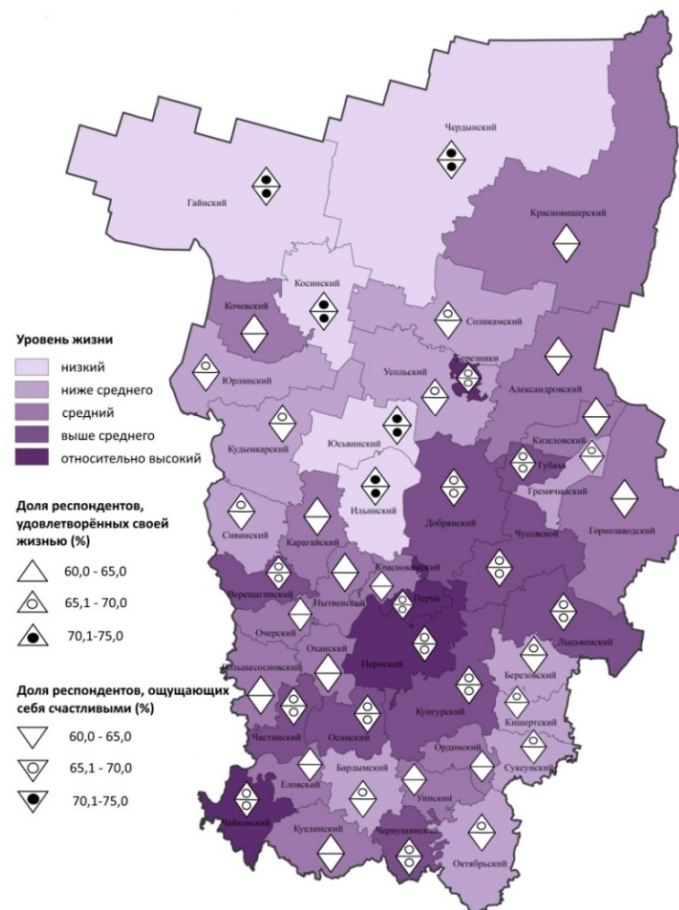 Чердынский
Гайнский
Красновишерский
Косинский
Кочевский
Соликамский
Уровень жизни
низкий
ниже среднего
средний
выше среднего
относительно высокий
Юрлинский
Усольский
Березники
Александровский
Кудымкарский
Юсьвинский
Кизеловский
Губаха
Гремячинский
Ильинский
Добрянский
Горнозаводский
Сивинский
Карагайский
Чусовской
Доля респондентов,
удовлетворённых своей
жизнью (%)
60,0 - 65,0
65,1 - 70,0
70,1-75,0
Краснокамский
Верещагинский
Нытвенский
Пермь
Очерский
Лысьвенский
Оханский
Пермский
Большесосновский
Березовский
Доля респондентов, ощущающих
себя счастливыми (%)
60,0 - 65,0
65,1 - 70,0
70,1-75,0
Частинский
Осинский
Кунгурский
Кишертский
Ординский
Суксунский
Еловский
Бардымский
Уинский
Чайковский
Куединский
Чернушинский
Октябрьский